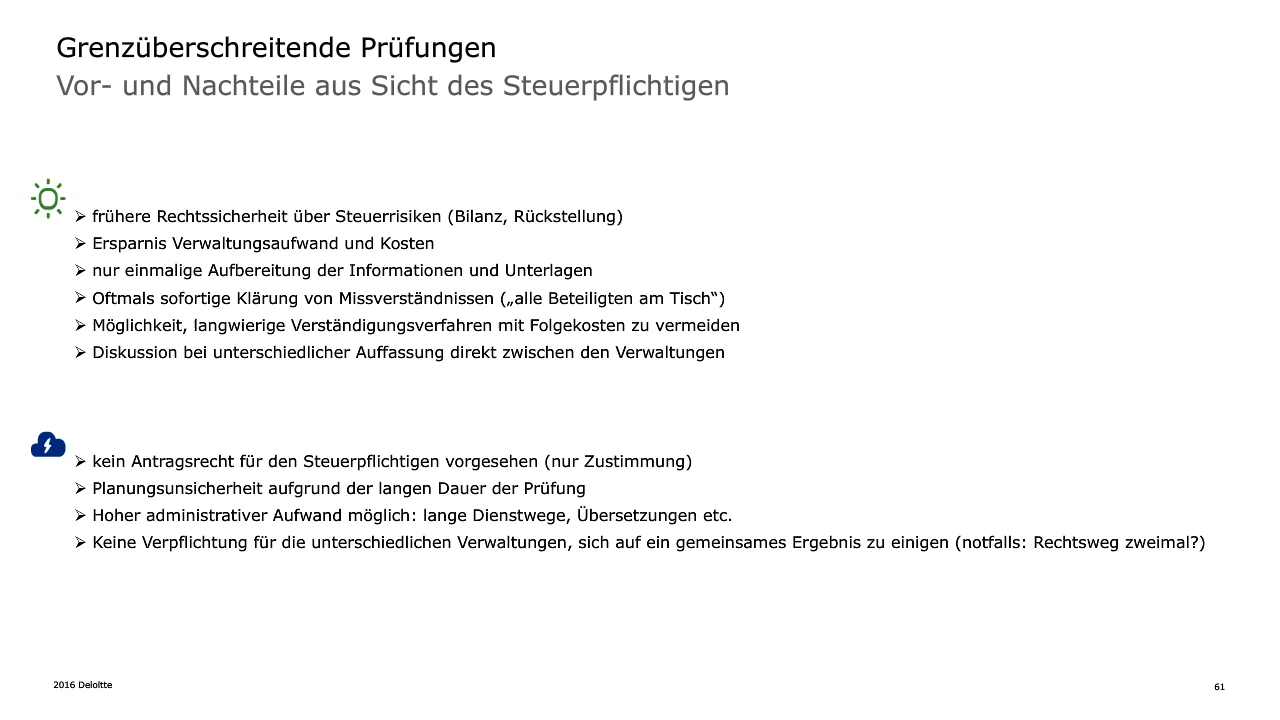 Grenzüberschreitende Prüfungen
Vor- und Nachteile aus Sicht des Steuerpflichtigen
➢ frühere Rechtssicherheit über Steuerrisiken (Bilanz, Rückstellung)
➢ Ersparnis Verwaltungsaufwand und Kosten
➢ nur einmalige Aufbereitung der Informationen und Unterlagen
➢ Oftmals sofortige Klärung von Missverständnissen („alle Beteiligten am Tisch“)
➢ Möglichkeit, langwierige Verständigungsverfahren mit Folgekosten zu vermeiden
➢ Diskussion bei unterschiedlicher Auffassung direkt zwischen den Verwaltungen
➢ kein Antragsrecht für den Steuerpflichtigen vorgesehen (nur Zustimmung)
➢ Planungsunsicherheit aufgrund der langen Dauer der Prüfung
➢ Hoher administrativer Aufwand möglich: lange Dienstwege, Übersetzungen etc.
➢ Keine Verpflichtung für die unterschiedlichen Verwaltungen, sich auf ein gemeinsames Ergebnis zu einigen (notfalls: Rechtsweg zweimal?)
2016 Deloitte
61